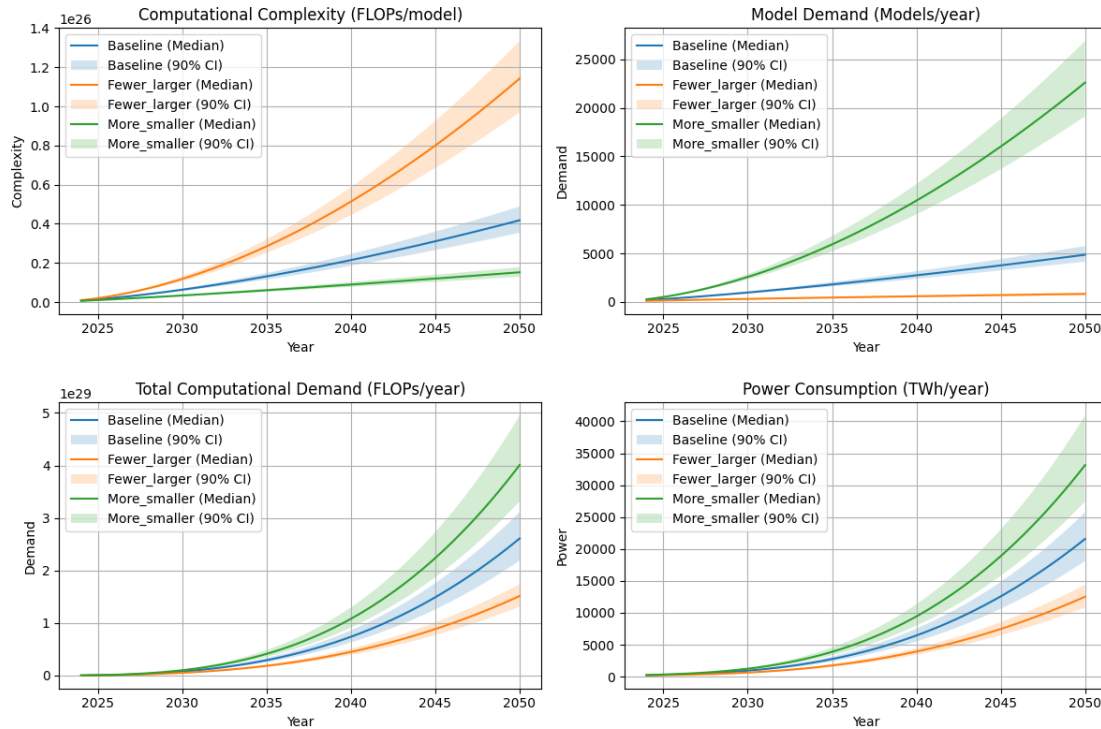 Computational Complexity (FLOPs/model)
1e26
1.4
1.2
1.0
0.8
0.6
0.4
0.2
0.0
Complexity
Baseline (Median)
Baseline (90% CI)
Fewer_larger (Median)
Fewer_larger (90% CI)
More_smaller (Median)
More_smaller (90% CI)
2025 2030 2035 2040 2045 2050
Year
Model Demand (Models/year)
25000
20000
15000
10000
5000
0
Demand
Baseline (Median)
Baseline (90% CI)
Fewer_larger (Median)
Fewer_larger (90% CI)
More_smaller (Median)
More_smaller (90% CI)
2025 2030 2035 2040 2045 2050
Year
Total Computational Demand (FLOPs/year)
1e29
5
4
3
2
1
0
Demand
Baseline (Median)
Baseline (90% CI)
Fewer_larger (Median)
Fewer_larger (90% CI)
More_smaller (Median)
More_smaller (90% CI)
2025 2030 2035 2040 2045 2050
Year
Power Consumption (TWh/year)
40000
35000
30000
25000
20000
15000
10000
5000
0
Power
Baseline (Median)
Baseline (90% CI)
Fewer_larger (Median)
Fewer_larger (90% CI)
More_smaller (Median)
More_smaller (90% CI)
2025 2030 2035 2040 2045 2050
Year